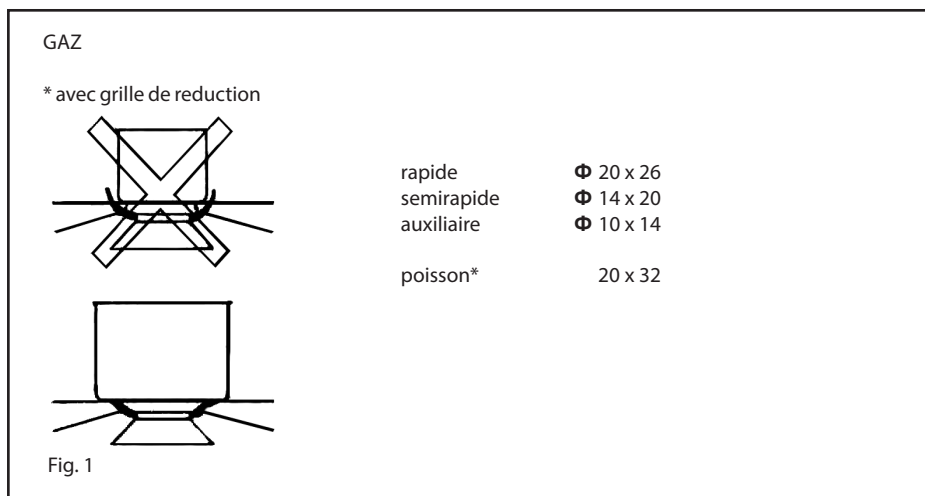 GAZ
* avec grille de reduction
rapide Φ 20 x 26
semirapide Φ 14 x 20
auxiliaire Φ 10 x 14
poisson* 20 x 32
Fig. 1